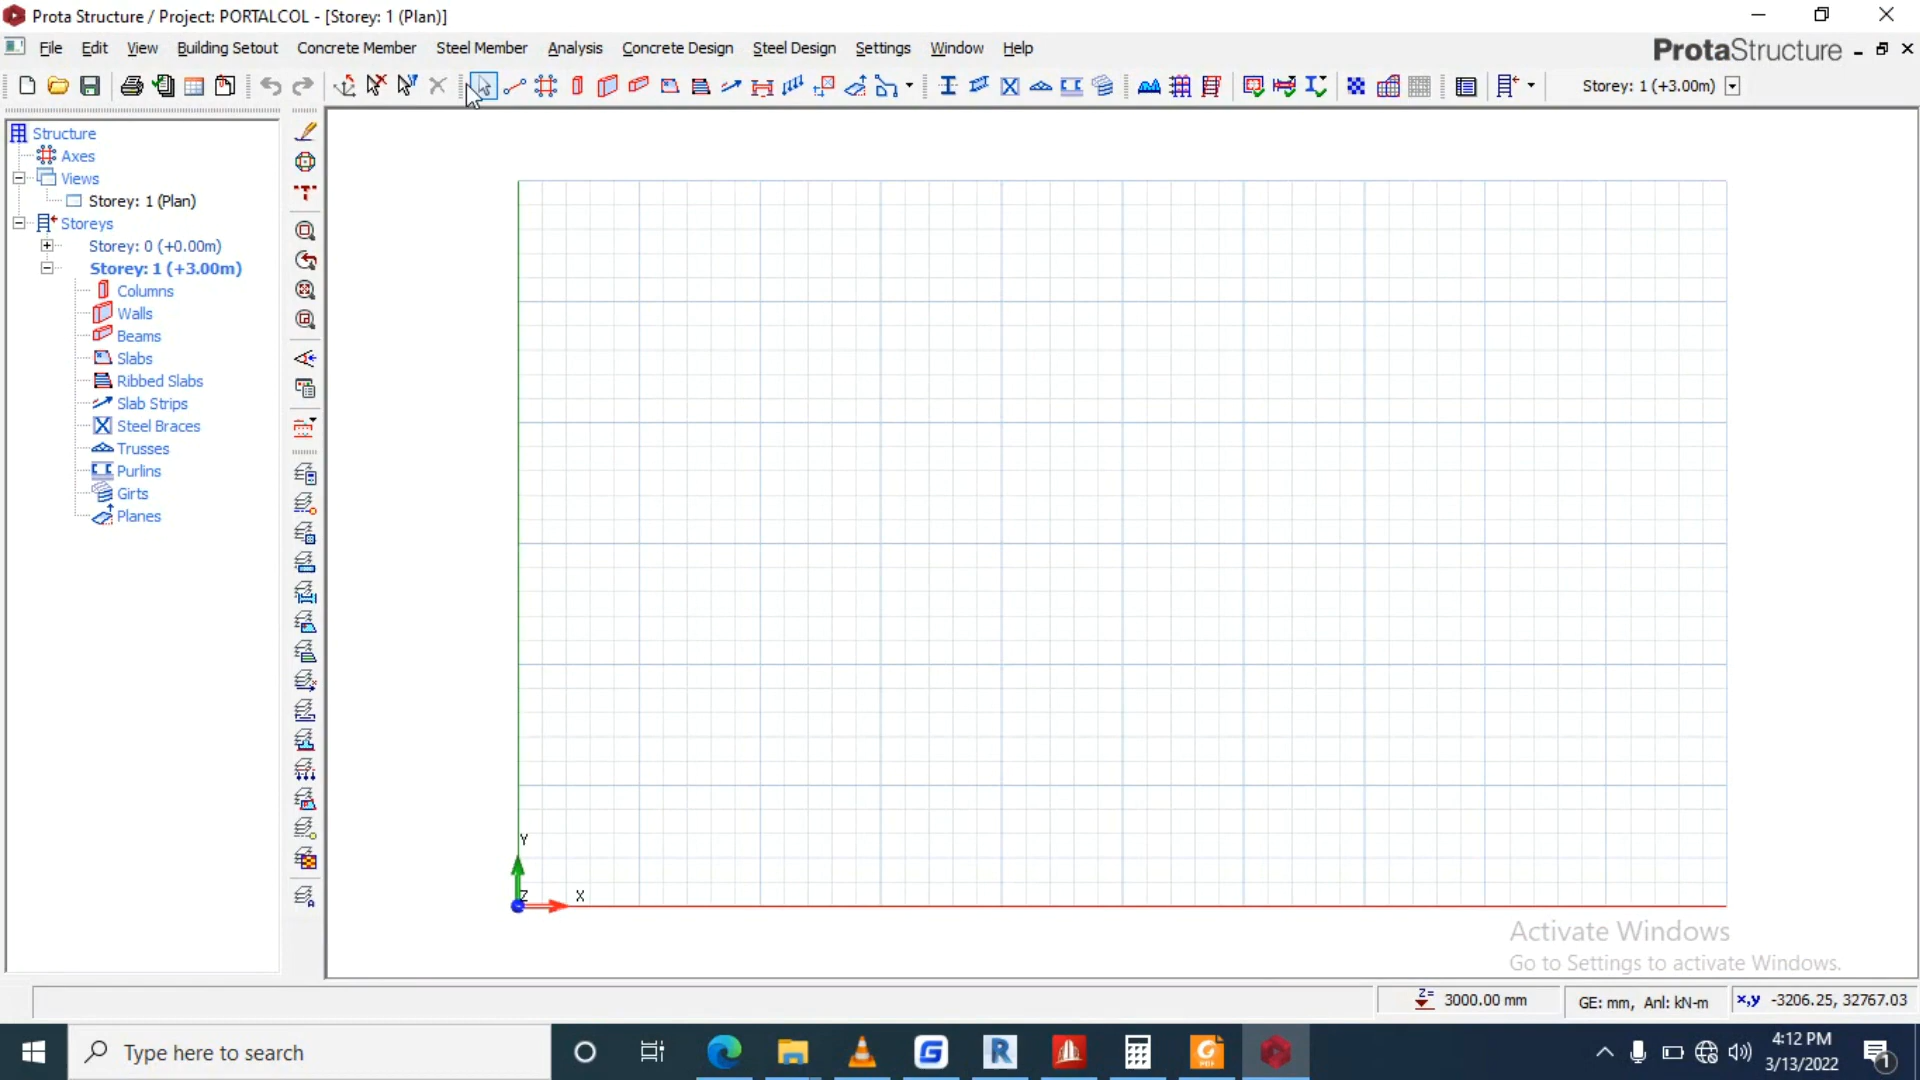 Prota Structure / Project: PORTALCOL - [Storey: 1 (Plan)]
File Edit View Building Setout Concrete Member Steel Member Analysis Concrete Design Steel Design Settings Window Help
ProtaStructure
Storey: 1 (+3.00m)
Structure
Axes
Views
Storey: 1 (Plan)
Storeys
Storey: 0 (+0.00m)
Storey: 1 (+3.00m)
Columns
Walls
Beams
Slabs
Ribbed Slabs
Slab Strips
Steel Braces
Trusses
Purlins
Girts
Planes
Y
Z X
Activate Windows
Go to Settings to activate Windows.
Z= 3000.00 mm GE: mm, Anl: kN-m x,y -3206.25, 32767.03
Type here to search
4:12 PM
3/13/2022
1